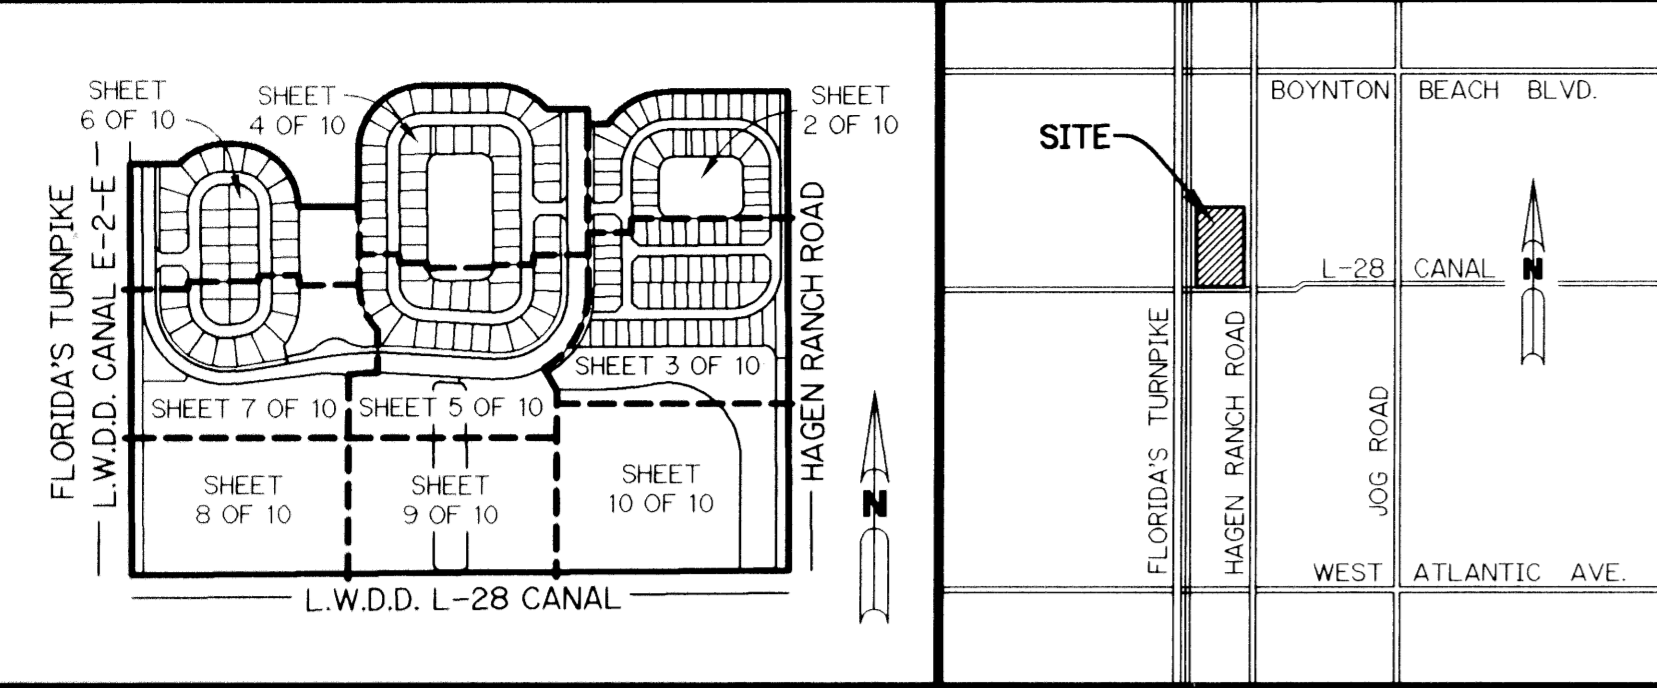 SHEET
6 OF 10
SHEET
4 OF 10
SHEET
2 OF 10
FLORIDA'S TURNPIKE
L.W.D.D. CANAL E-2-E
HAGEN RANCH ROAD
SHEET 3 OF 10
SHEET 7 OF 10
SHEET 5 OF 10
SHEET
8 OF 10
SHEET
9 OF 10
SHEET
10 OF 10
N
L.W.D.D. L-28 CANAL
BOYNTON BEACH BLVD.
SITE
L-28 CANAL
N
FLORIDA'S TURNPIKE
HAGEN RANCH ROAD
JOG ROAD
WEST ATLANTIC AVE.